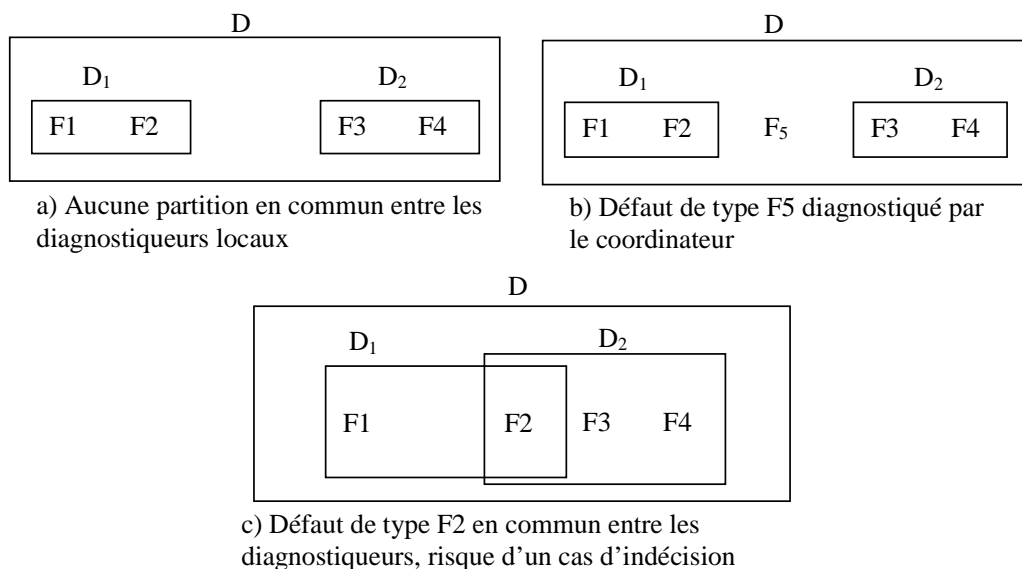 D
D₁ D₂
F1 F2 F3 F4
a) Aucune partition en commun entre les
diagnostiqueurs locaux
D
D₁ D₂
F1 F2 F₅ F3 F4
b) Défaut de type F5 diagnostiqué par
le coordinateur
D
D₁ D₂
F1 F2 F3 F4
c) Défaut de type F2 en commun entre les
diagnostiqueurs, risque d’un cas d’indécision